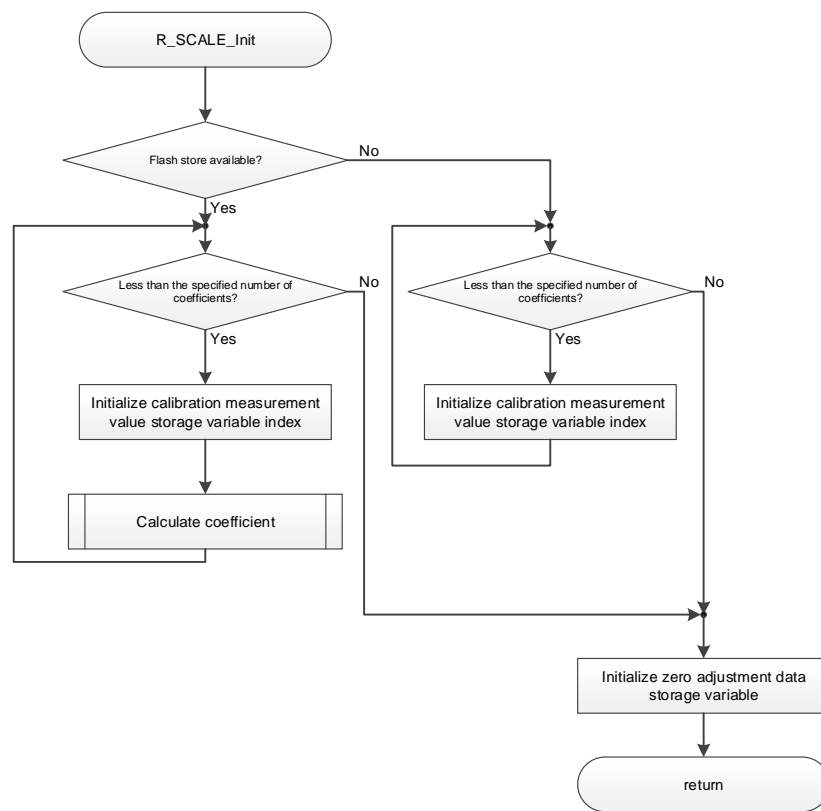 R_SCALE_Init
Flash store available?
No
Yes
Less than the specified number of
coefficients?
No
Yes
Initialize calibration measurement
value storage variable index
Calculate coefficient
Less than the specified number of
coefficients?
No
Yes
Initialize calibration measurement
value storage variable index
Initialize zero adjustment data
storage variable
return